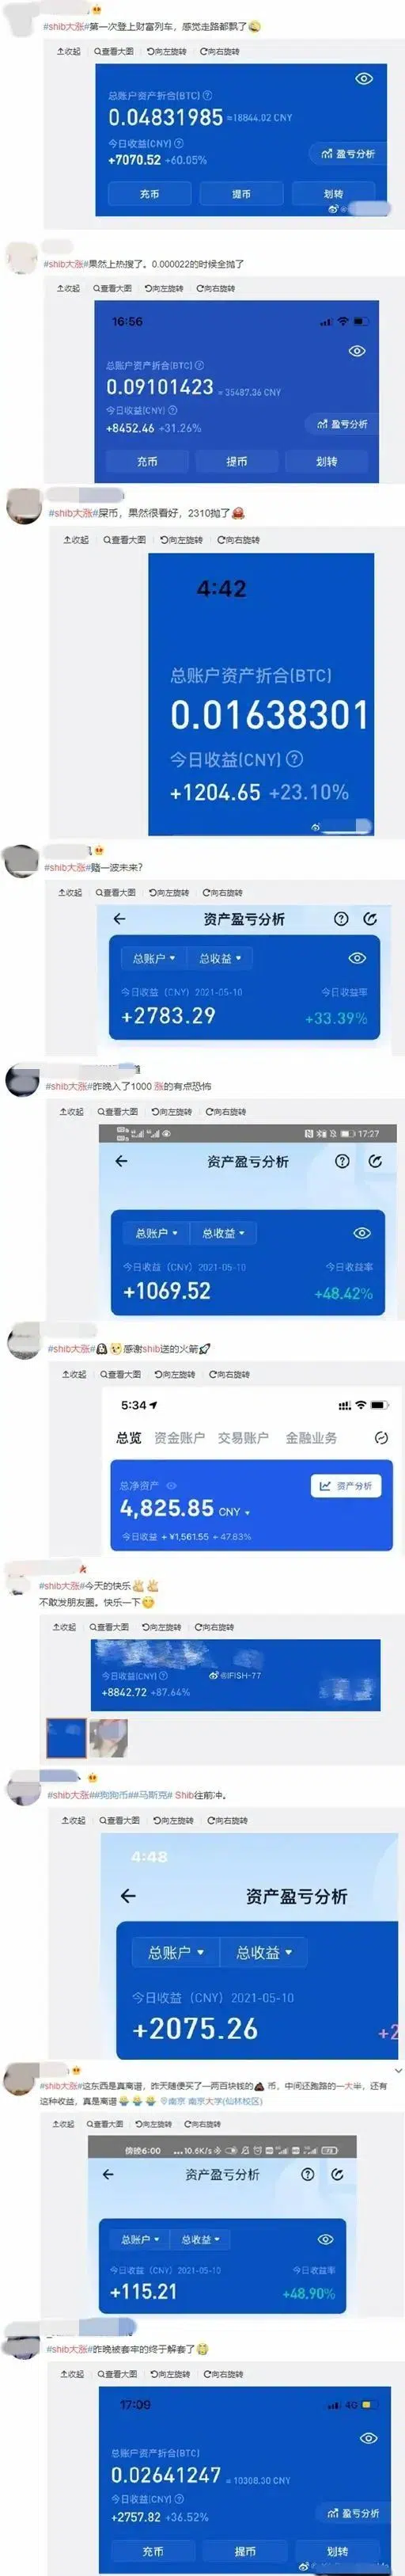 #shib大涨#第一次登上财富列车，感觉走路都飘了
收起 查看大图 向左旋转 向右旋转
总账户资产折合(BTC)
0.04831985 ≈18844.02 CNY
今日收益(CNY)
+7070.52 +60.05%
盈亏分析
充币 提币 划转
#shib大涨#果然上热搜了。0.000022的时候全抛了
收起 查看大图 向左旋转 向右旋转
16:56
总账户资产折合(BTC)
0.09101423 ≈35487.36 CNY
今日收益(CNY)
+8452.46 +31.26%
盈亏分析
充币 提币 划转
#shib大涨#屎币，果然很看好，2310抛了
收起 查看大图 向左旋转 向右旋转
4:42
总账户资产折合(BTC)
0.01638301
今日收益(CNY)
+1204.65 +23.10%
#shib大涨#赌一波未来?
收起 查看大图 向左旋转 向右旋转
资产盈亏分析
总账户 总收益
今日收益（CNY）2021-05-10 今日收益率
+2783.29 +33.39%
#shib大涨#昨晚入了1000 涨的有点恐怖
收起 查看大图 向左旋转 向右旋转
17:27
资产盈亏分析
总账户 总收益
今日收益（CNY）2021-05-10 今日收益率
+1069.52 +48.42%
#shib大涨#感谢shib送的火箭
收起 查看大图 向左旋转 向右旋转
5:34
总览 资金账户 交易账户 金融业务
总净资产
资产分析
4,825.85 CNY
今日收益 + ¥1,561.55 + 47.83%
#shib大涨#今天的快乐
不敢发朋友圈。快乐一下
收起 查看大图 向左旋转 向右旋转
今日收益(CNY) @IFISH-77
+8842.72 +87.64%
#shib大涨##狗狗币##马斯克# Shib往前冲。
收起 查看大图 向左旋转 向右旋转
4:48
资产盈亏分析
总账户 总收益
今日收益（CNY）2021-05-10
+2075.26 +2
#shib大涨#这东西是真离谱，昨天随便买了一两百块钱的币，中间还跑路的一大半，还有
这种收益，真是离谱 南京 南京大学(仙林校区)
收起 查看大图 向左旋转 向右旋转
傍晚6:00 ...10.6K/s
资产盈亏分析
总账户 总收益
今日收益（CNY）2021-05-10 今日收益率
+115.21 +48.90%
#shib大涨#昨晚被套牢的终于解套了
收起 查看大图 向左旋转 向右旋转
17:09 4G
总账户资产折合(BTC)
0.02641247 ≈10308.30 CNY
今日收益(CNY)
+2757.82 +36.52%
盈亏分析
充币 提币 划转